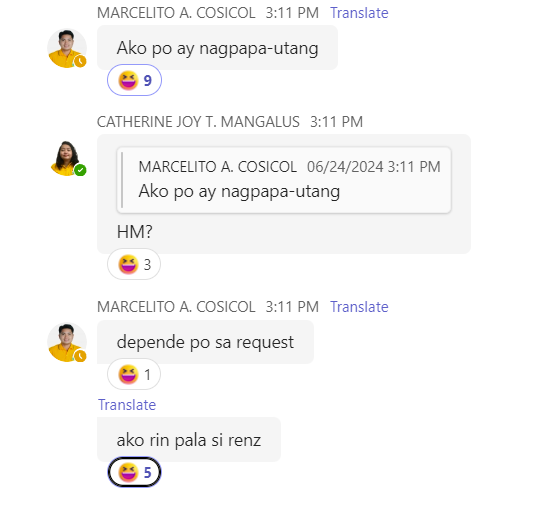 MARCELITO A. COSICOL 3:11 PM Translate
Ako po ay nagpapa-utang
9
CATHERINE JOY T. MANGALUS 3:11 PM
MARCELITO A. COSICOL 06/24/2024 3:11 PM
Ako po ay nagpapa-utang
HM?
3
MARCELITO A. COSICOL 3:11 PM Translate
depende po sa request
1
Translate
ako rin pala si renz
5